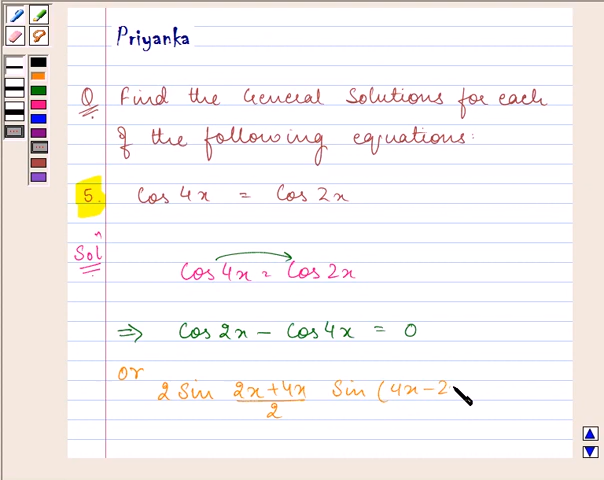 Priyanka
Q Find the General Solutions for each
of the following equations:
5. Cos 4x = Cos 2x
Solⁿ
Cos 4x = Cos 2x
⇒ Cos 2x - Cos 4x = 0
or
2 Sin (2x+4x)/2 Sin (4x-2